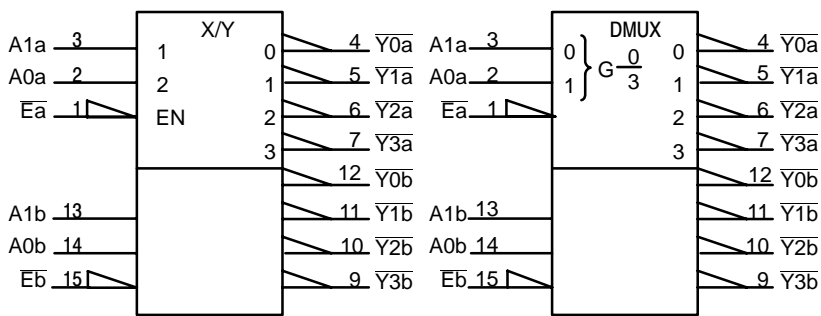 X/Y
A1a 3 1 0 4 Y0a
A0a 2 2 1 5 Y1a
Ea 1 EN 2 6 Y2a
3 7 Y3a
12 Y0b
A1b 13 11 Y1b
A0b 14 10 Y2b
Eb 15 9 Y3b
DMUX
A1a 3 0 0 4 Y0a
A0a 2 1 G 0 3 1 5 Y1a
Ea 1 2 6 Y2a
3 7 Y3a
12 Y0b
A1b 13 11 Y1b
A0b 14 10 Y2b
Eb 15 9 Y3b